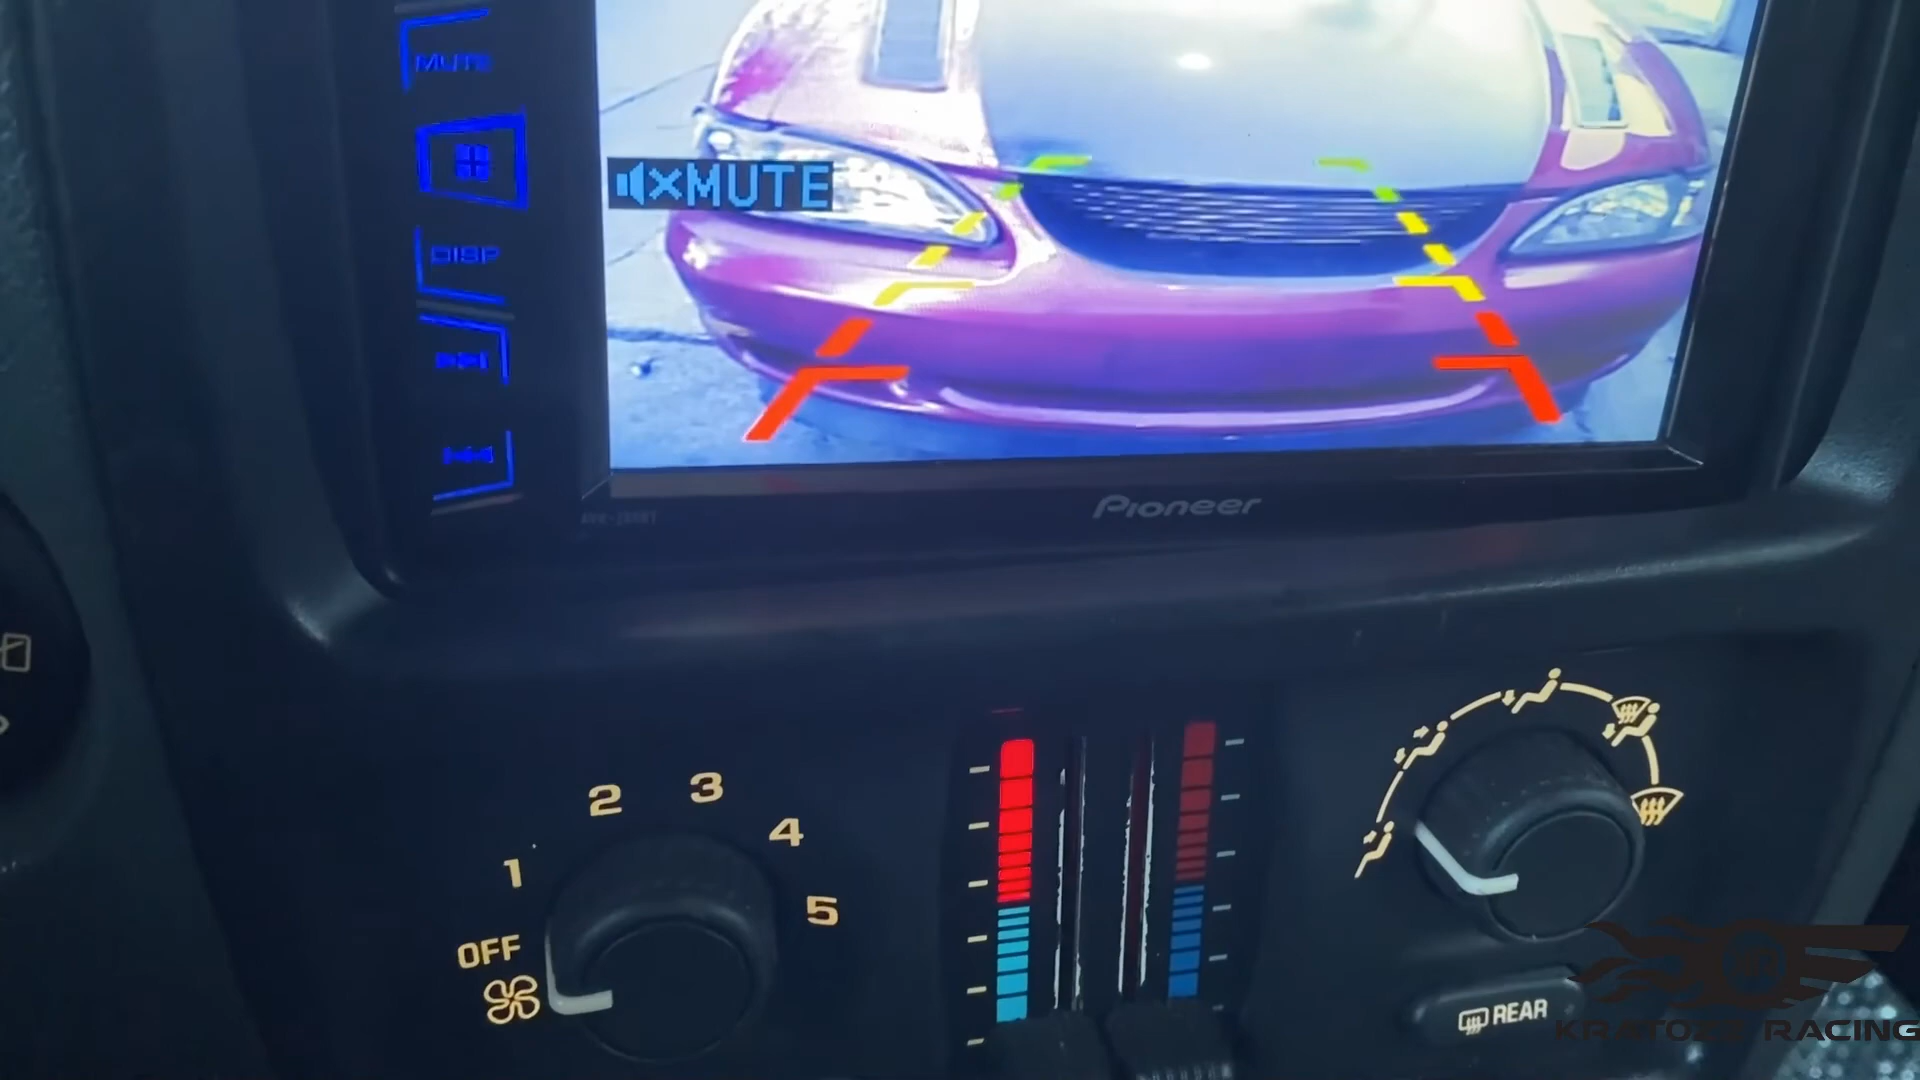 MUTE
MUTE
DISP
Pioneer
2
3
4
1
5
OFF
REAR
KRATOZZ RACING